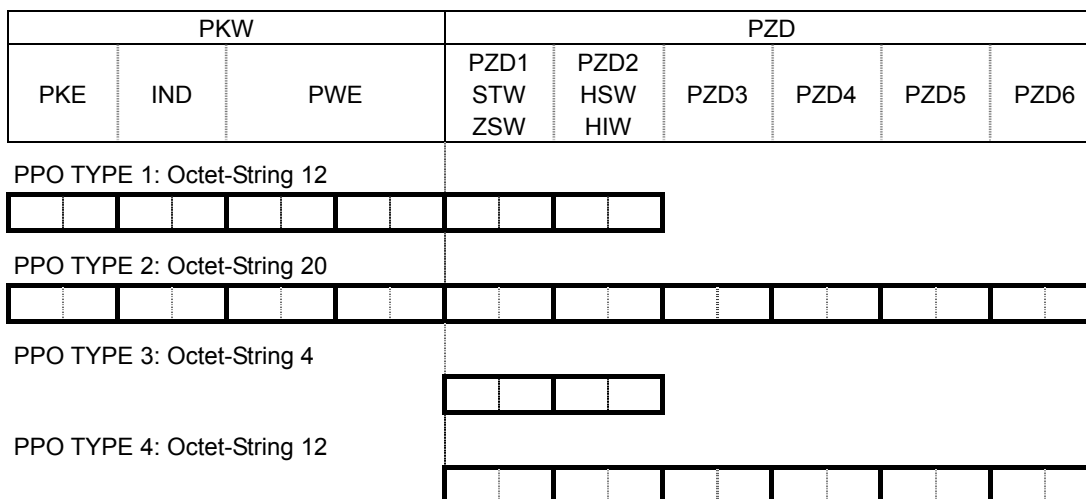 PKW PZD
PKE IND PWE PZD1 STW ZSW PZD2 HSW HIW PZD3 PZD4 PZD5 PZD6
PPO TYPE 1: Octet-String 12
PPO TYPE 2: Octet-String 20
PPO TYPE 3: Octet-String 4
PPO TYPE 4: Octet-String 12